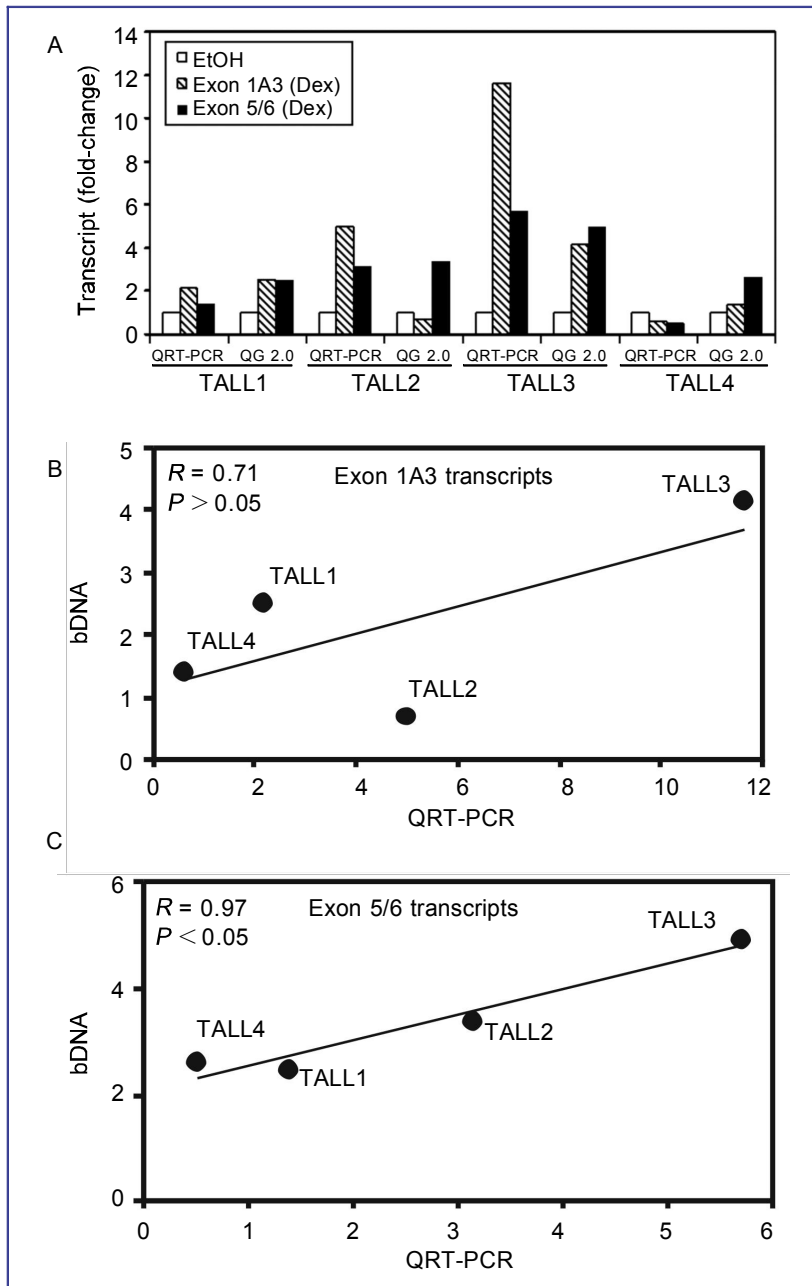 A
Transcript (fold-change)
14
12
10
8
6
4
2
0
EtOH
Exon 1A3 (Dex)
Exon 5/6 (Dex)
QRT-PCR QG 2.0 QRT-PCR QG 2.0 QRT-PCR QG 2.0 QRT-PCR QG 2.0
TALL1 TALL2 TALL3 TALL4
B
R = 0.71 Exon 1A3 transcripts
P > 0.05
TALL3
TALL1
TALL4
TALL2
bDNA
5
4
3
2
1
0
0 2 4 6 8 10 12
QRT-PCR
C
R = 0.97 Exon 5/6 transcripts
P < 0.05
TALL3
TALL4
TALL2
TALL1
bDNA
6
4
2
0
0 1 2 3 4 5 6
QRT-PCR